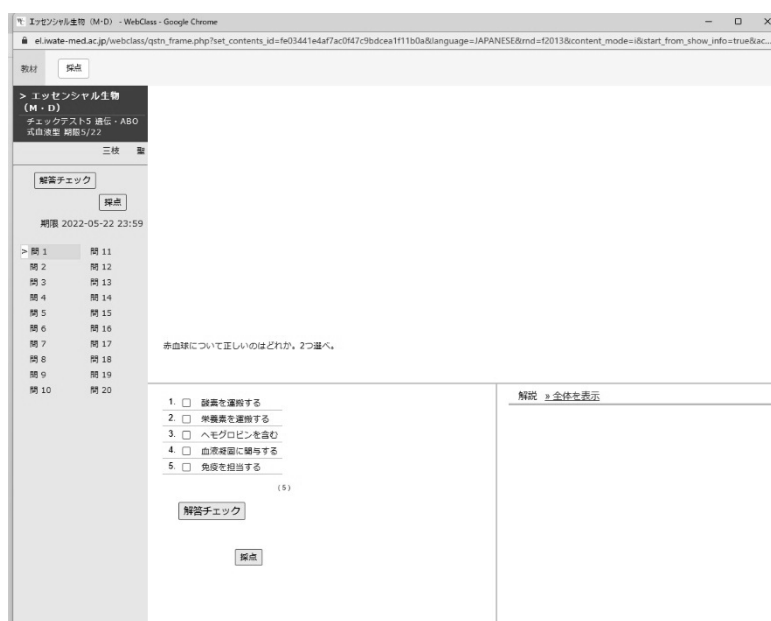 エッセンシャル生物 (M・D) - WebClass - Google Chrome
el.iwate-med.ac.jp/webclass/qstn_frame.php?set_contents_id=fe03441e4af7ac0f47c9bdcea1f11b0a&language=JAPANESE&rnd=f2013&content_mode=i&start_from_show_info=true&ac...
教材
採点
> エッセンシャル生物
(M・D)
チェックテスト5 遺伝・ABO
式血液型 期限5/22
三枝 聖
解答チェック
採点
期限 2022-05-22 23:59
> 問 1 問 11
問 2 問 12
問 3 問 13
問 4 問 14
問 5 問 15
問 6 問 16
問 7 問 17
問 8 問 18
問 9 問 19
問 10 問 20
赤血球について正しいのはどれか。2つ選べ。
1. 酸素を運搬する
2. 栄養素を運搬する
3. ヘモグロビンを含む
4. 血液凝固に関与する
5. 免疫を担当する
(5)
解答チェック
採点
解説 » 全体を表示